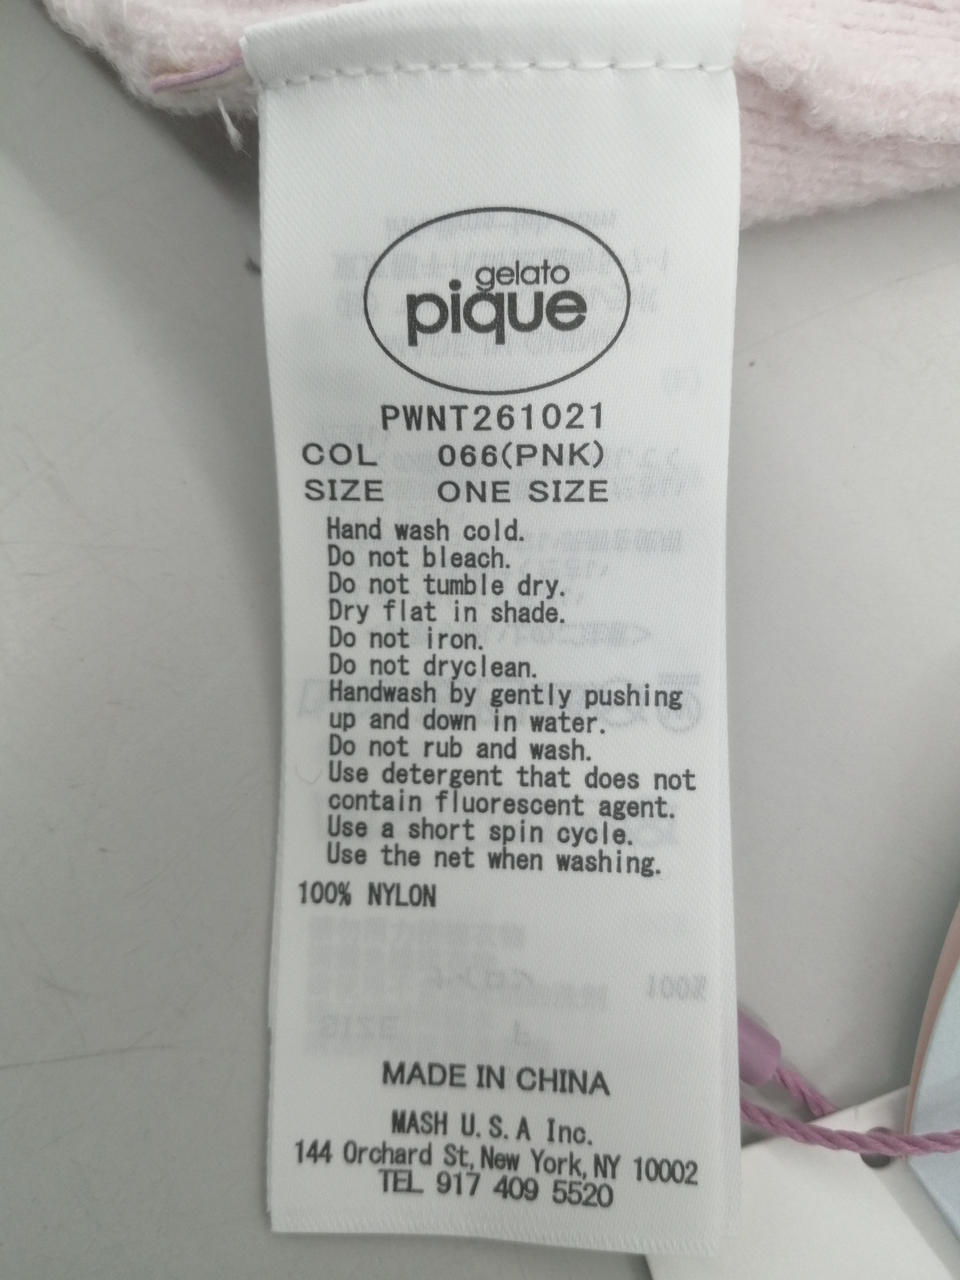 gelato
pique
PWNT261021
COL 066(PNK)
SIZE ONE SIZE
Hand wash cold.
Do not bleach.
Do not tumble dry.
Dry flat in shade.
Do not iron.
Do not dryclean.
Handwash by gently pushing
up and down in water.
Do not rub and wash.
Use detergent that does not
contain fluorescent agent.
Use a short spin cycle.
Use the net when washing.
100% NYLON
MADE IN CHINA
MASH U.S.A Inc.
144 Orchard St, New York, NY 10002
TEL 917 409 5520